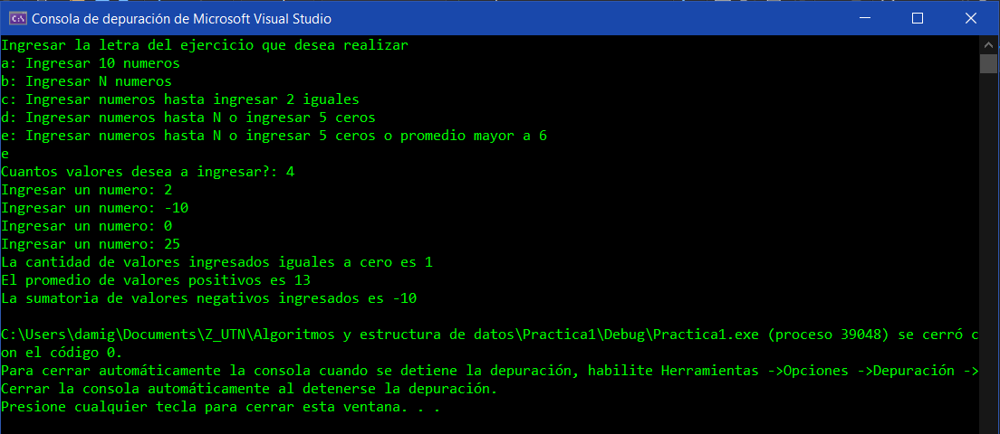 Consola de depuración de Microsoft Visual Studio
Ingresar la letra del ejercicio que desea realizar
a: Ingresar 10 numeros
b: Ingresar N numeros
c: Ingresar numeros hasta ingresar 2 iguales
d: Ingresar numeros hasta N o ingresar 5 ceros
e: Ingresar numeros hasta N o ingresar 5 ceros o promedio mayor a 6
e
Cuantos valores desea a ingresar?: 4
Ingresar un numero: 2
Ingresar un numero: -10
Ingresar un numero: 0
Ingresar un numero: 25
La cantidad de valores ingresados iguales a cero es 1
El promedio de valores positivos es 13
La sumatoria de valores negativos ingresados es -10
C:\Users\damig\Documents\Z_UTN\Algoritmos y estructura de datos\Practica1\Debug\Practica1.exe (proceso 39048) se cerró c
on el código 0.
Para cerrar automáticamente la consola cuando se detiene la depuración, habilite Herramientas ->Opciones ->Depuración ->
Cerrar la consola automáticamente al detenerse la depuración.
Presione cualquier tecla para cerrar esta ventana. . .